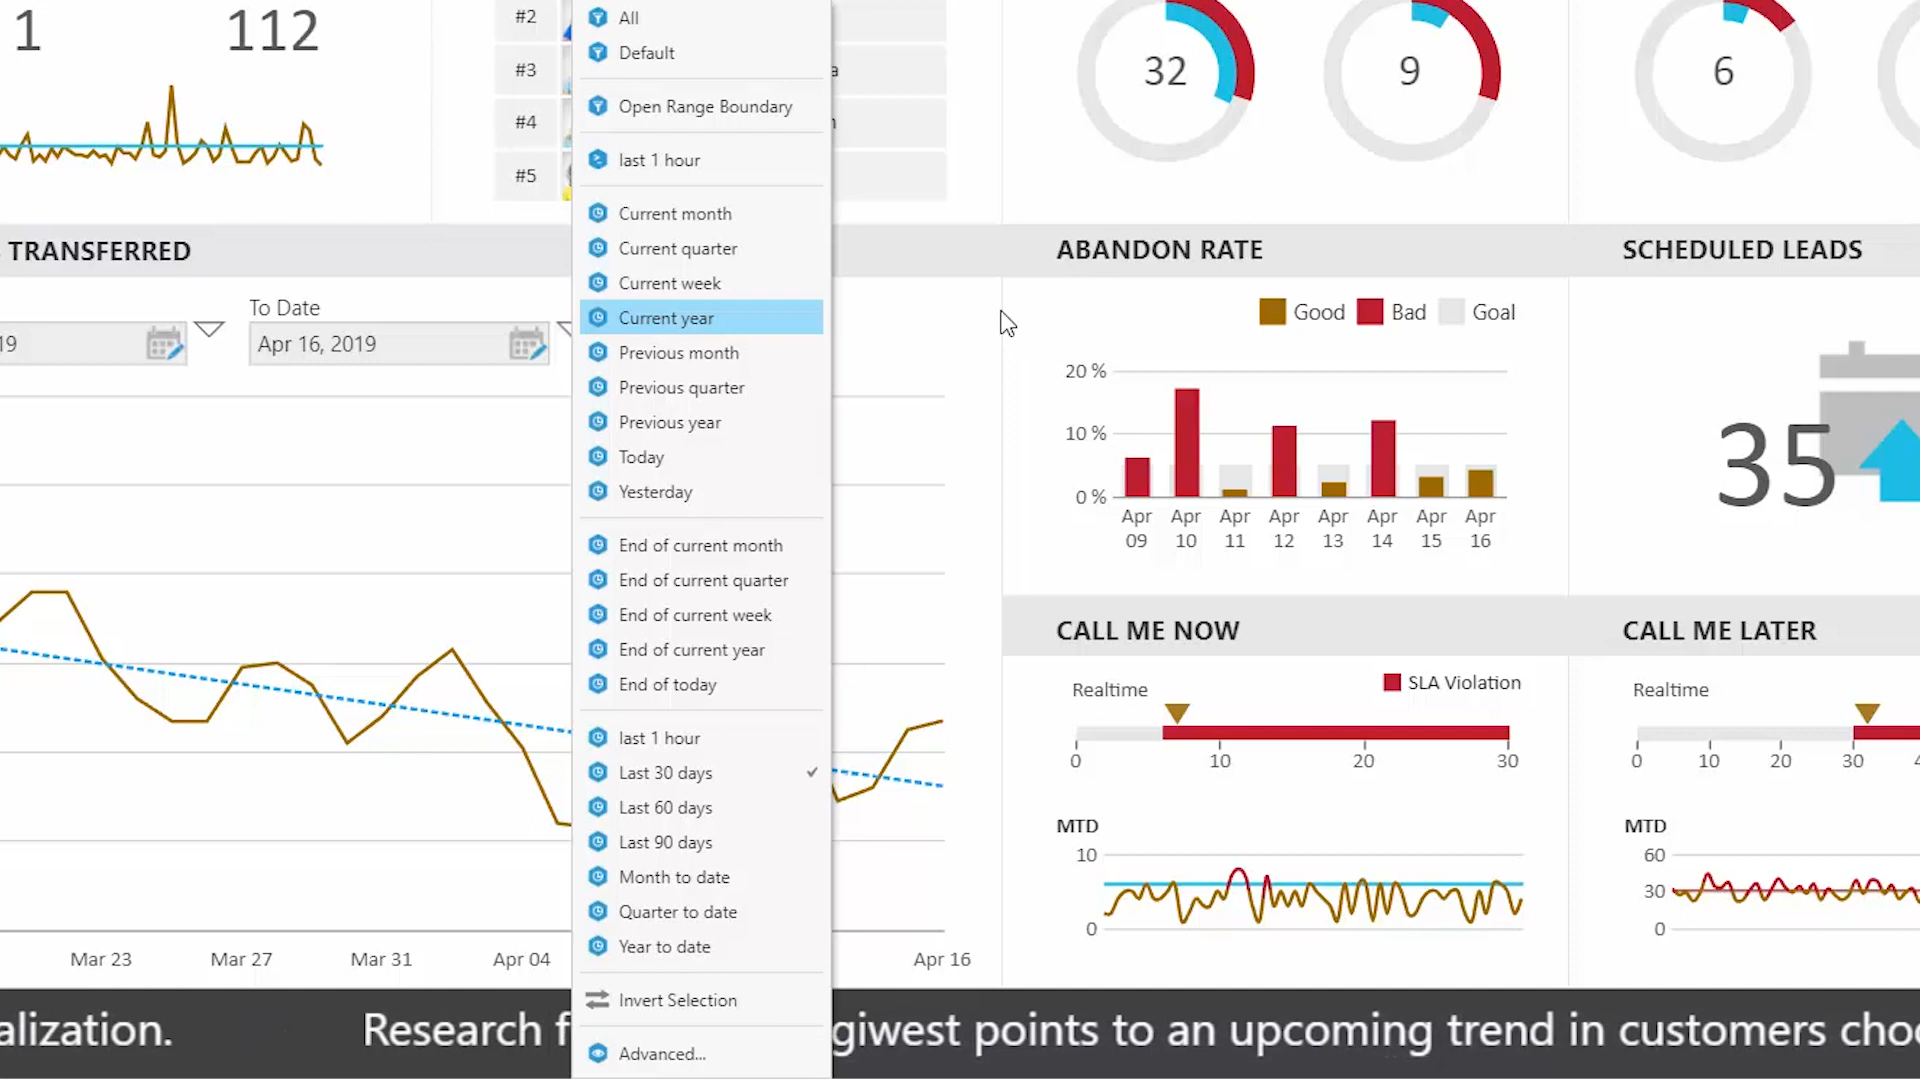 1
112
#2
#3
#4
#5
All
Default
Open Range Boundary
last 1 hour
Current month
Current quarter
Current week
Current year
Previous month
Previous quarter
Previous year
Today
Yesterday
End of current month
End of current quarter
End of current week
End of current year
End of today
last 1 hour
Last 30 days
Last 60 days
Last 90 days
Month to date
Quarter to date
Year to date
Invert Selection
Advanced...
32
9
6
TRANSFERRED
To Date
19
Apr 16, 2019
Mar 23
Mar 27
Mar 31
Apr 04
Apr 16
ABANDON RATE
Good
Bad
Goal
20 %
10 %
0 %
Apr 09
Apr 10
Apr 11
Apr 12
Apr 13
Apr 14
Apr 15
Apr 16
SCHEDULED LEADS
35
CALL ME NOW
Realtime
SLA Violation
0
10
20
30
MTD
10
0
CALL ME LATER
Realtime
0
10
20
30
MTD
60
30
0
alization.
Research
giwest points to an upcoming trend in customers choo